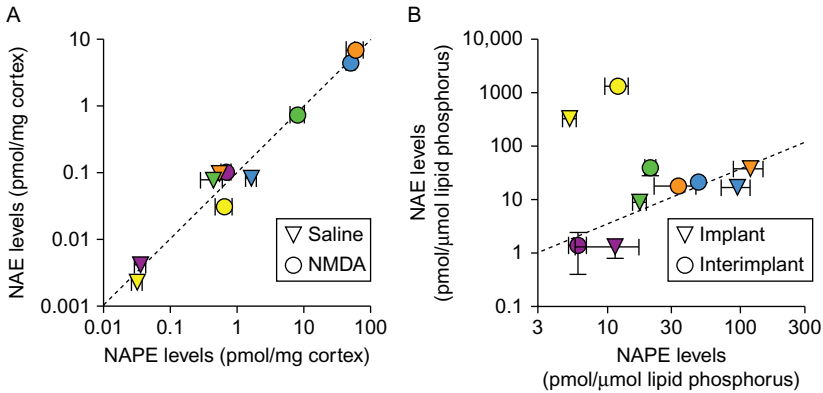 A
NAE levels (pmol/mg cortex)
10
1
0.1
0.01
0.001
0.01
0.1
1
10
100
NAPE levels (pmol/mg cortex)
Saline
NMDA
B
NAE levels
(pmol/μmol lipid phosphorus)
10,000
1000
100
10
1
0.1
3
10
30
100
300
NAPE levels
(pmol/μmol lipid phosphorus)
Implant
Interimplant